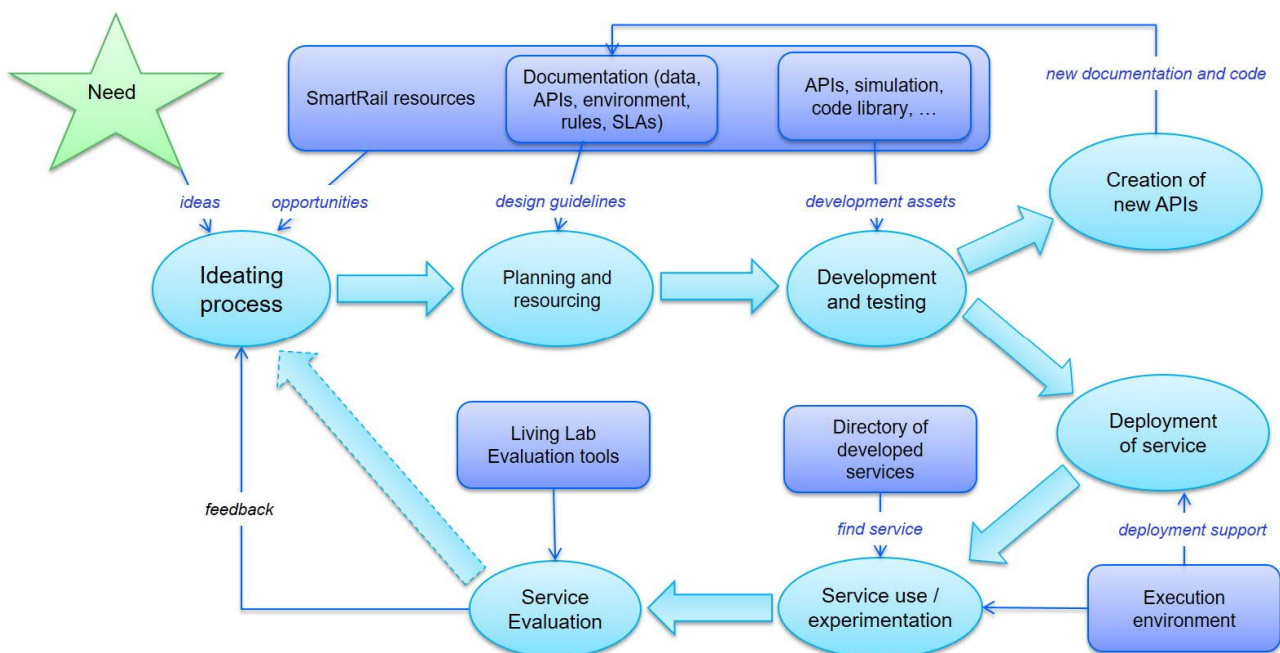 Need
SmartRail resources
Documentation (data,
APIs, environment,
rules, SLAs)
APIs, simulation,
code library, …
new documentation and code
ideas
opportunities
design guidelines
development assets
Creation of
new APIs
Ideating
process
Planning and
resourcing
Development
and testing
Deployment
of service
Living Lab
Evaluation tools
Directory of
developed
services
feedback
find service
deployment support
Service
Evaluation
Service use /
experimentation
Execution
environment